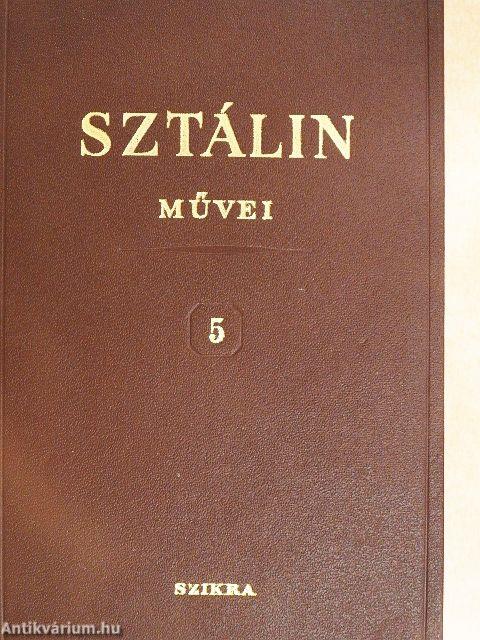 SZTÁLIN
MŰVEI
5
SZIKRA
Antikvárium.hu